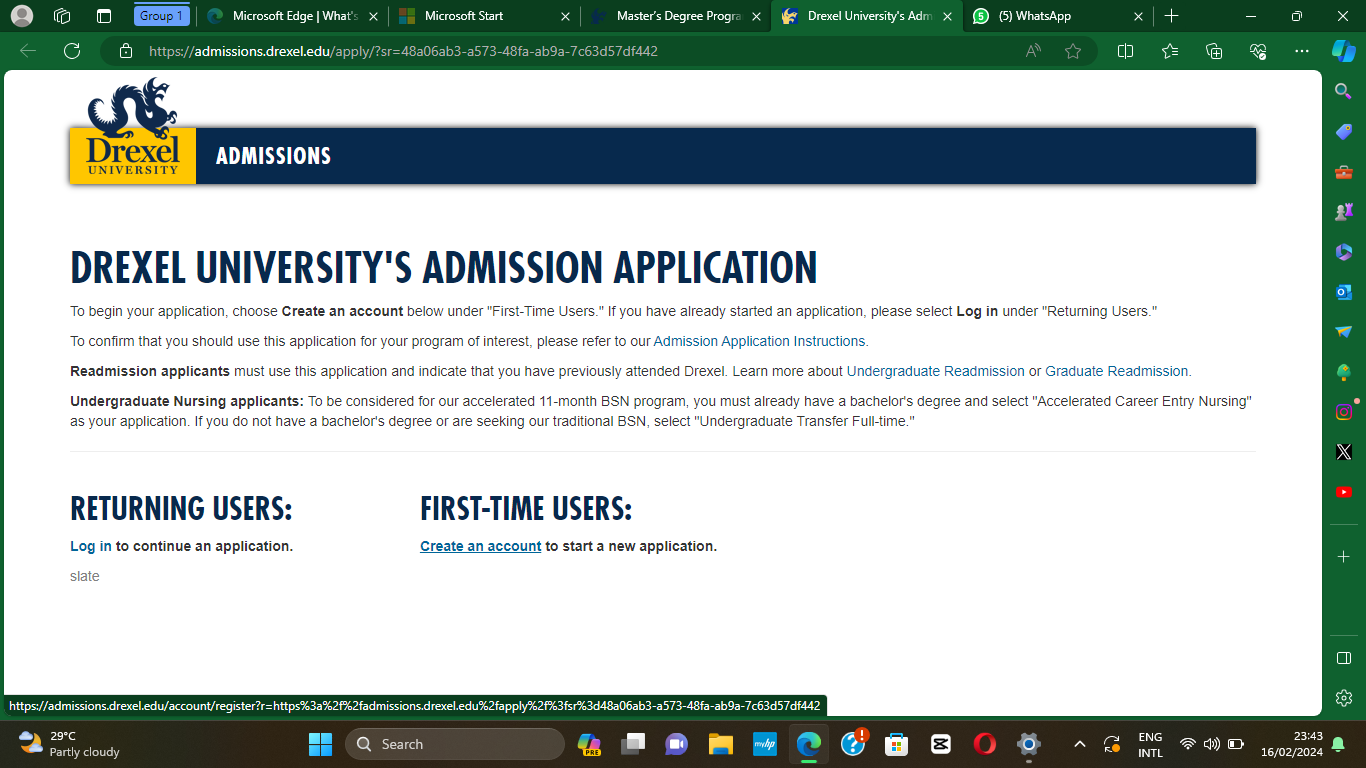 Group 1
Microsoft Edge | What's
Microsoft Start
Master's Degree Progra
Drexel University's Adm
(5) WhatsApp
https://admissions.drexel.edu/apply/?sr=48a06ab3-a573-48fa-ab9a-7c63d57df442
Drexel
UNIVERSITY
ADMISSIONS
DREXEL UNIVERSITY'S ADMISSION APPLICATION
To begin your application, choose Create an account below under "First-Time Users." If you have already started an application, please select Log in under "Returning Users."
To confirm that you should use this application for your program of interest, please refer to our Admission Application Instructions.
Readmission applicants must use this application and indicate that you have previously attended Drexel. Learn more about Undergraduate Readmission or Graduate Readmission.
Undergraduate Nursing applicants: To be considered for our accelerated 11-month BSN program, you must already have a bachelor's degree and select "Accelerated Career Entry Nursing"
as your application. If you do not have a bachelor's degree or are seeking our traditional BSN, select "Undergraduate Transfer Full-time."
RETURNING USERS:
Log in to continue an application.
slate
FIRST-TIME USERS:
Create an account to start a new application.
https://admissions.drexel.edu/account/register?r=https%3a%2f%2fadmissions.drexel.edu%2fapply%2f%3fsr%3d48a06ab3-a573-48fa-ab9a-7c63d57df442
29°C
Partly cloudy
Search
PRE
myhp
ENG
INTL
23:43
16/02/2024